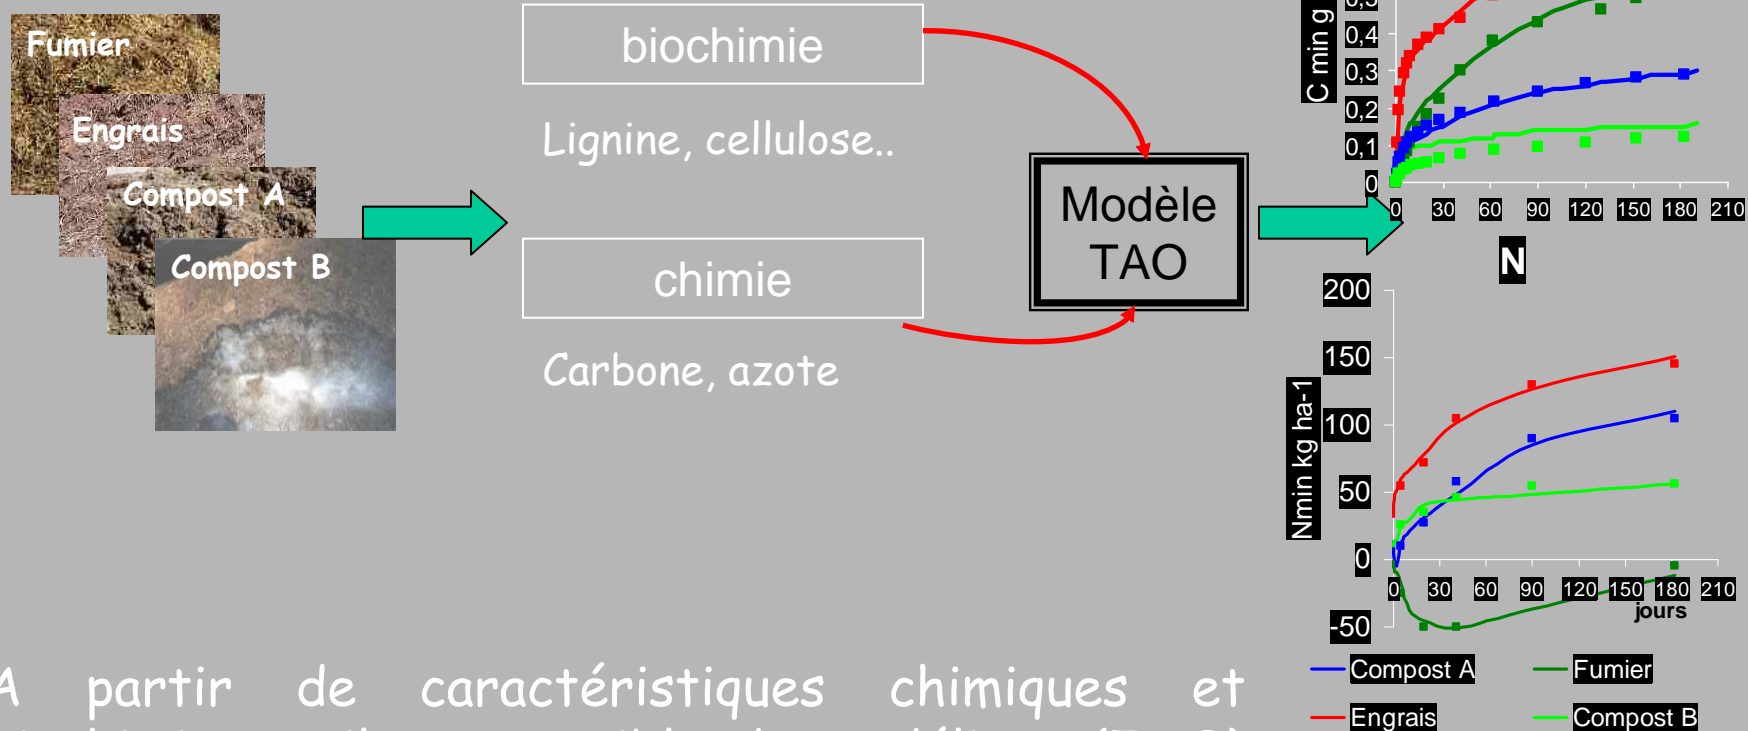 Fumier
Engrais
Compost A
Compost B
biochimie
Lignine, cellulose..
chimie
Carbone, azote
Modèle
TAO
C min g
0,4
0,3
0,2
0,1
0
0 30 60 90 120 150 180 210
N
Nmin kg ha-1
200
150
100
50
0
-50
0 30 60 90 120 150 180 210
jours
Compost A
Fumier
Engrais
Compost B
A partir de caractéristiques chimiques et